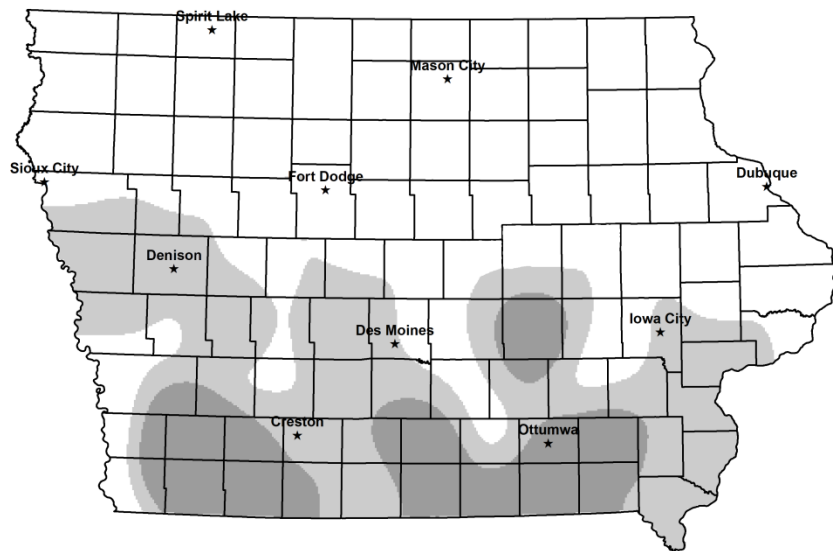 Spirit Lake
Mason City
Sioux City
Fort Dodge
Dubuque
Denison
Des Moines
Iowa City
Creston
Ottumwa